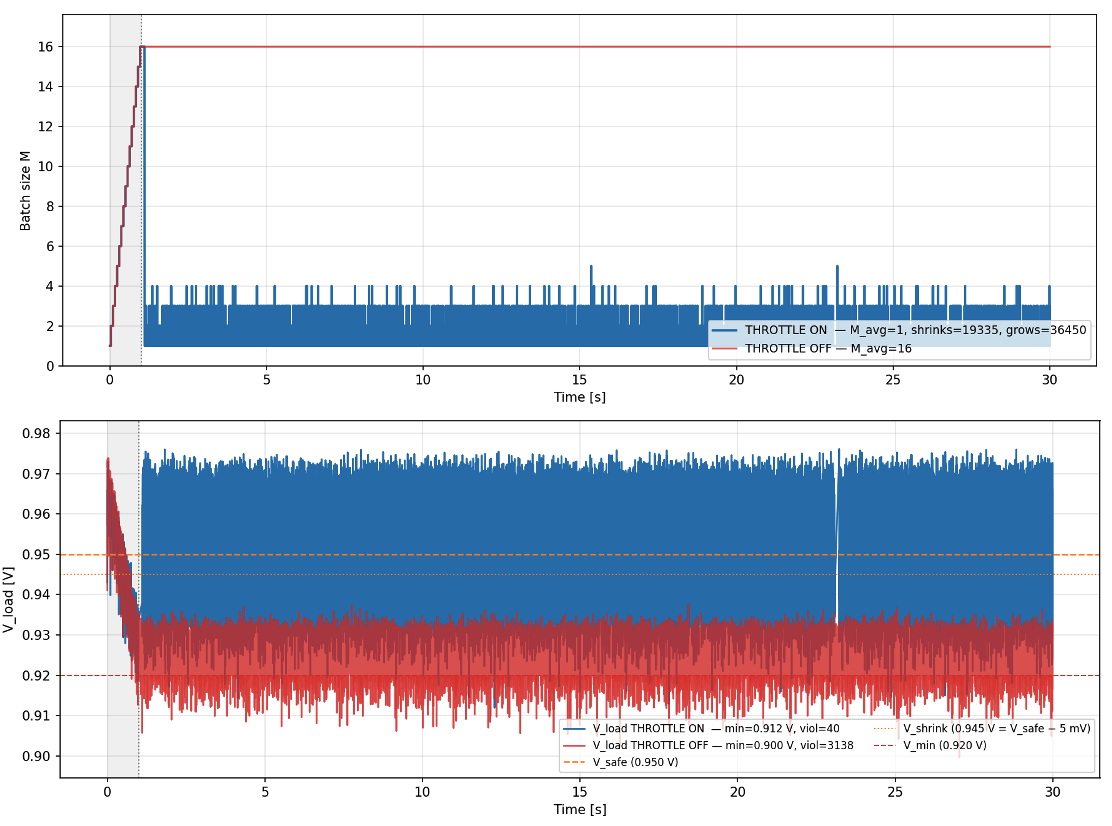 16
14
12
10
8
6
4
2
0
Batch size M
THROTTLE ON — M_avg=1, shrinks=19335, grows=36450
THROTTLE OFF — M_avg=16
0 5 10 15 20 25 30
Time [s]
0.98
0.97
0.96
0.95
0.94
0.93
0.92
0.91
0.90
V_load [V]
V_load THROTTLE ON — min=0.912 V, viol=40
V_load THROTTLE OFF — min=0.900 V, viol=3138
V_safe (0.950 V)
V_shrink (0.945 V = V_safe − 5 mV)
V_min (0.920 V)
0 5 10 15 20 25 30
Time [s]